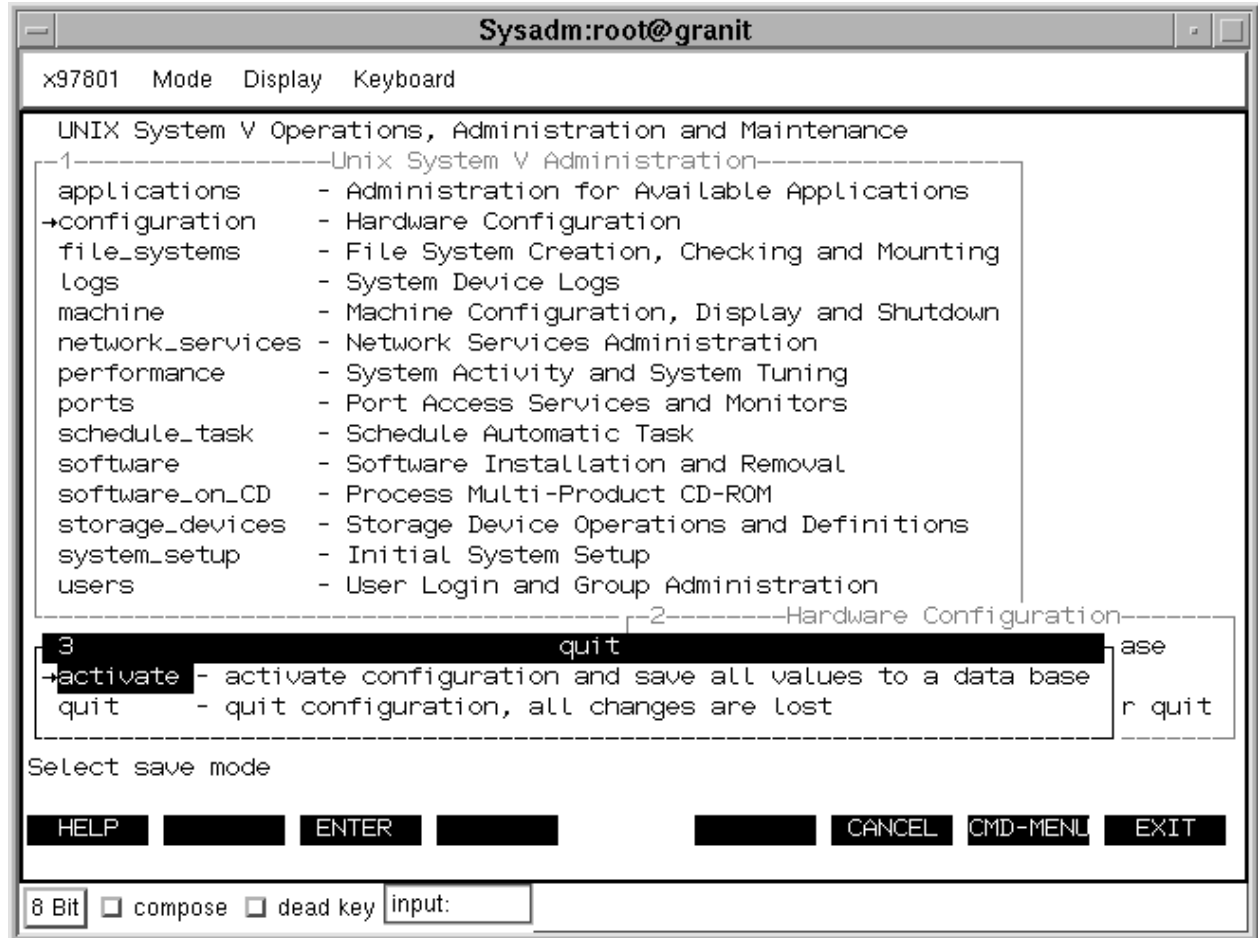 Sysadm:root@granit
x97801 Mode Display Keyboard
UNIX System V Operations, Administration and Maintenance
1 Unix System V Administration
applications - Administration for Available Applications
→configuration - Hardware Configuration
file_systems - File System Creation, Checking and Mounting
logs - System Device Logs
machine - Machine Configuration, Display and Shutdown
network_services - Network Services Administration
performance - System Activity and System Tuning
ports - Port Access Services and Monitors
schedule_task - Schedule Automatic Task
software - Software Installation and Removal
software_on_CD - Process Multi-Product CD-ROM
storage_devices - Storage Device Operations and Definitions
system_setup - Initial System Setup
users - User Login and Group Administration
2 Hardware Configuration
3 quit ase
→activate - activate configuration and save all values to a data base
quit - quit configuration, all changes are lost r quit
Select save mode
HELP ENTER CANCEL CMD-MENU EXIT
8 Bit compose dead key input: